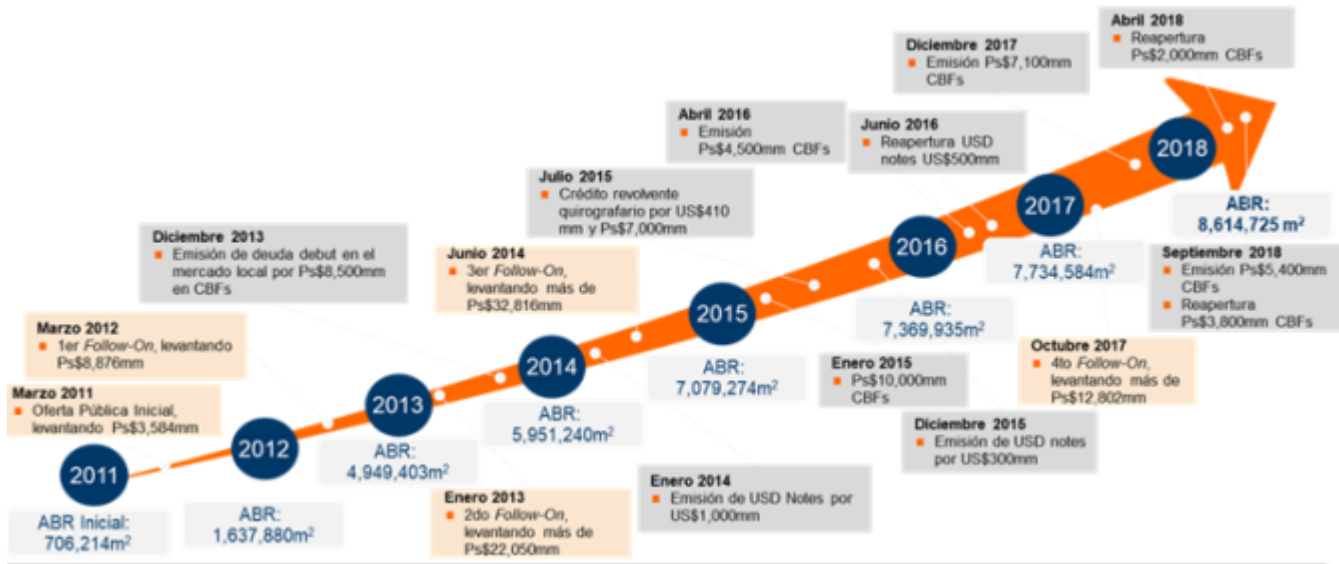 Abril 2018
Reapertura
Ps$2,000mm CBFs
Diciembre 2017
Emisión Ps$7,100mm
CBFs
Abril 2016
Emisión
Ps$4,500mm CBFs
Junio 2016
Reapertura USD
notes US$500mm
Julio 2015
Crédito revolvente
quirografario por US$410
mm y Ps$7,000mm
Diciembre 2013
Emisión de deuda debut en el
mercado local por Ps$8,500mm
en CBFs
Junio 2014
3er Follow-On,
levantando más de
Ps$32,816mm
Marzo 2012
1er Follow-On, levantando
Ps$8,876mm
Marzo 2011
Oferta Pública Inicial,
levantando Ps$3,584mm
2011
2012
2013
2014
2015
2016
2017
2018
ABR Inicial:
706,214m²
ABR:
1,637,880m²
ABR:
4,949,403m²
ABR:
5,951,240m²
ABR:
7,079,274m²
ABR:
7,369,935m²
ABR:
7,734,584m²
ABR:
8,614,725 m²
Enero 2013
2do Follow-On,
levantando más de
Ps$22,050mm
Enero 2014
Emisión de USD Notes por
US$1,000mm
Enero 2015
Ps$10,000mm
CBFs
Diciembre 2015
Emisión de USD notes
por US$300mm
Octubre 2017
4to Follow-On,
levantando más de
Ps$12,802mm
Septiembre 2018
Emisión Ps$5,400mm
CBFs
Reapertura
Ps$3,800mm CBFs